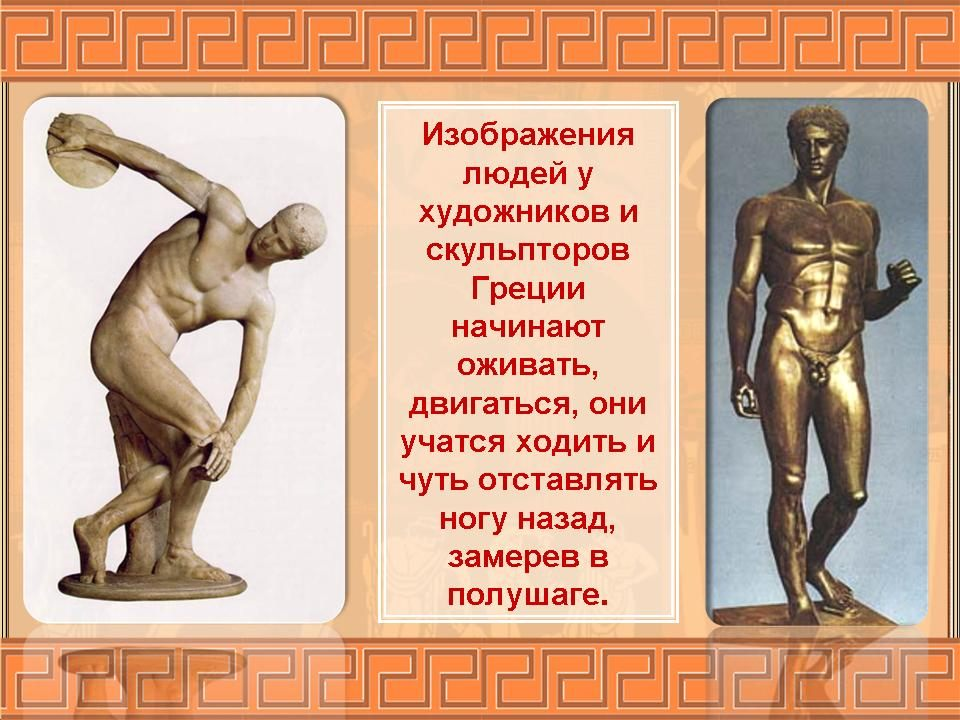 Изображения
людей у
художников и
скульпторов
Греции
начинают
оживать,
двигаться, они
учатся ходить и
чуть отставлять
ногу назад,
замерев в
полушаге.